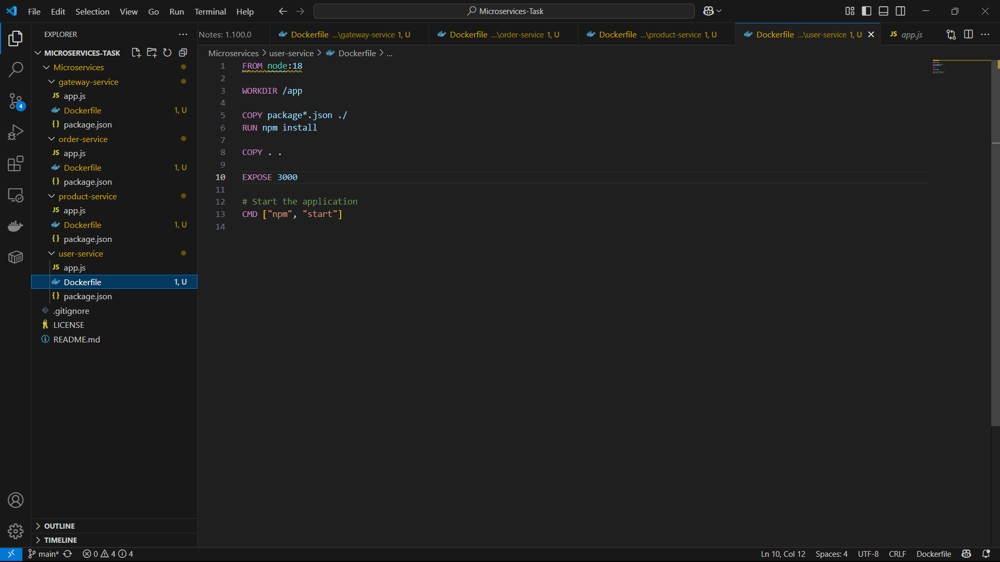 File Edit Selection View Go Run Terminal Help
Microservices-Task
EXPLORER
Notes: 1.100.0
Dockerfile ...\gateway-service 1, U
Dockerfile ...\order-service 1, U
Dockerfile ...\product-service 1, U
Dockerfile ...\user-service 1, U
JS app.js
MICROSERVICES-TASK
Microservices > user-service > Dockerfile > ...
Microservices
gateway-service
JS app.js
Dockerfile 1, U
{} package.json
order-service
JS app.js
Dockerfile 1, U
{} package.json
product-service
JS app.js
Dockerfile 1, U
{} package.json
user-service
JS app.js
Dockerfile 1, U
{} package.json
.gitignore
LICENSE
README.md
4
1 FROM node:18
2
3 WORKDIR /app
4
5 COPY package*.json ./
6 RUN npm install
7
8 COPY . .
9
10 EXPOSE 3000
11
12 # Start the application
13 CMD ["npm", "start"]
14
OUTLINE
TIMELINE
main* 0 4 4
Ln 10, Col 12 Spaces: 4 UTF-8 CRLF Dockerfile